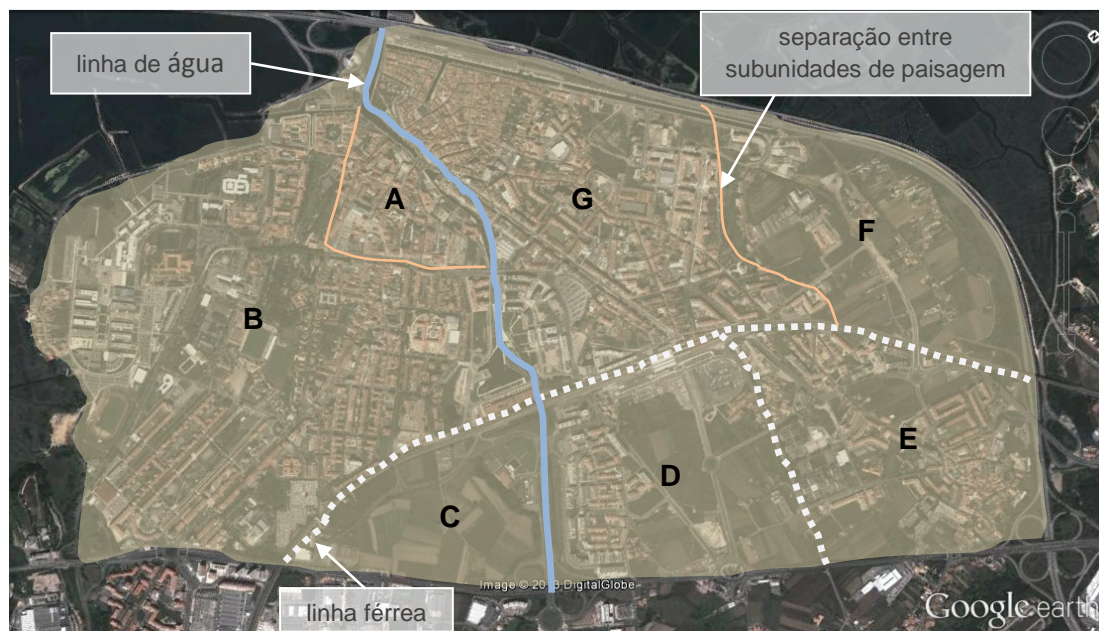 linha de água
separação entre
subunidades de paisagem
N
A
G
F
B
E
D
C
Image © 2013 DigitalGlobe
linha férrea
Google earth